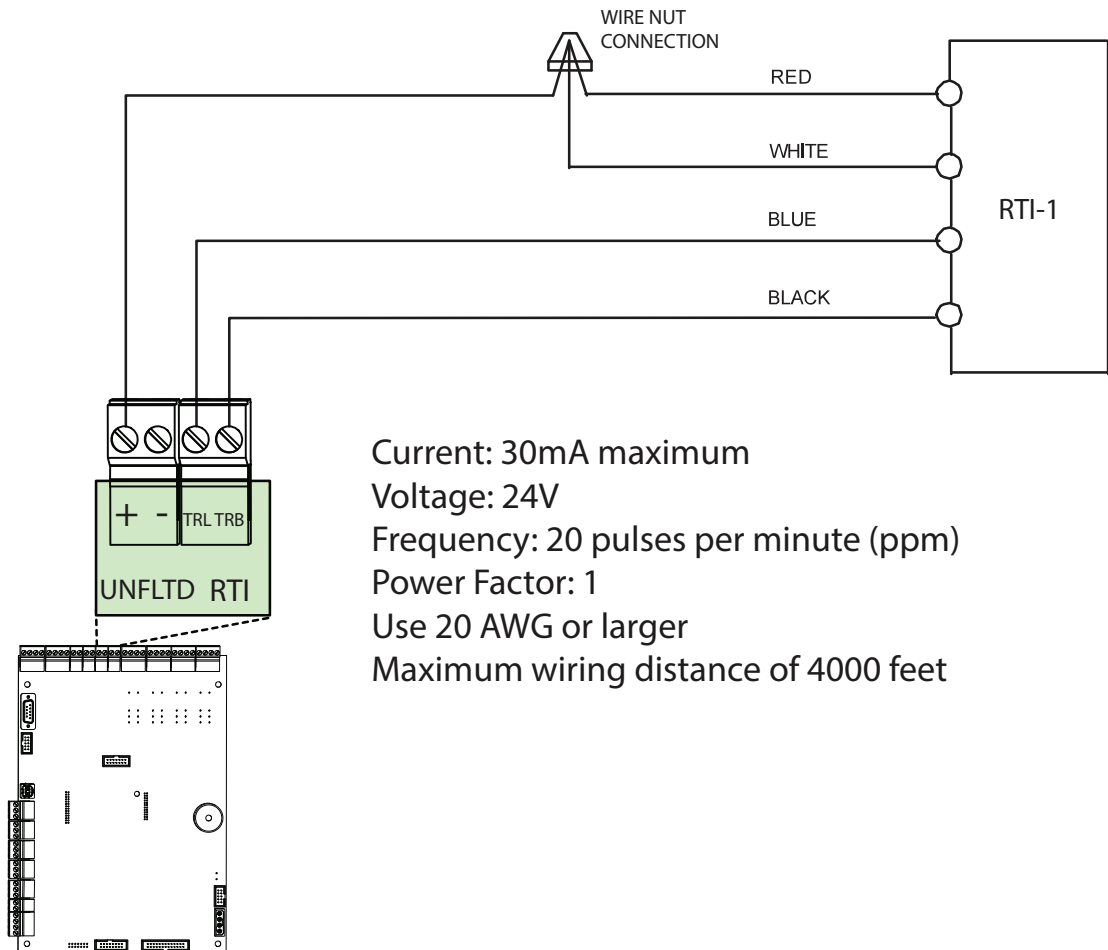 WIRE NUT
CONNECTION
RED
WHITE
BLUE
RTI-1
BLACK
Current: 30mA maximum
Voltage: 24V
Frequency: 20 pulses per minute (ppm)
Power Factor: 1
Use 20 AWG or larger
Maximum wiring distance of 4000 feet
+ - TRL TRB
UNFLTD RTI